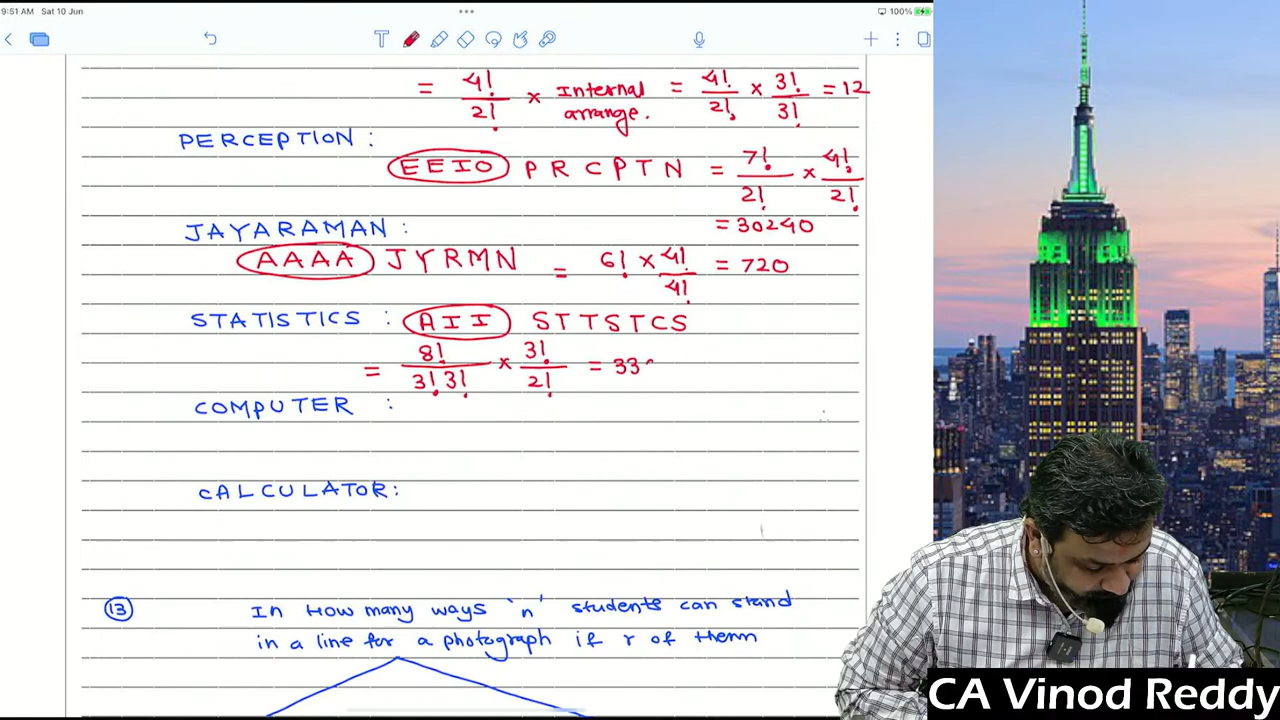 9:51 AM Sat 10 Jun
100%
= 4!/2! × Internal arrange. = 4!/2! × 3!/3! = 12
PERCEPTION :
EEIO PRCPTN = 7!/2! × 4!/2!
= 30240
JAYARAMAN :
AAAA JYRMN = 6! × 4!/4! = 720
STATISTICS : AII STTSTCS
= 8!/3!3! × 3!/2! = 33
COMPUTER :
CALCULATOR:
13 In How many ways 'n' students can stand
in a line for a photograph if r of themm
CA Vinod Reddy